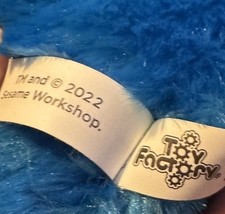 TM and © 2022
Sesame Workshop.
Toy
Factory®